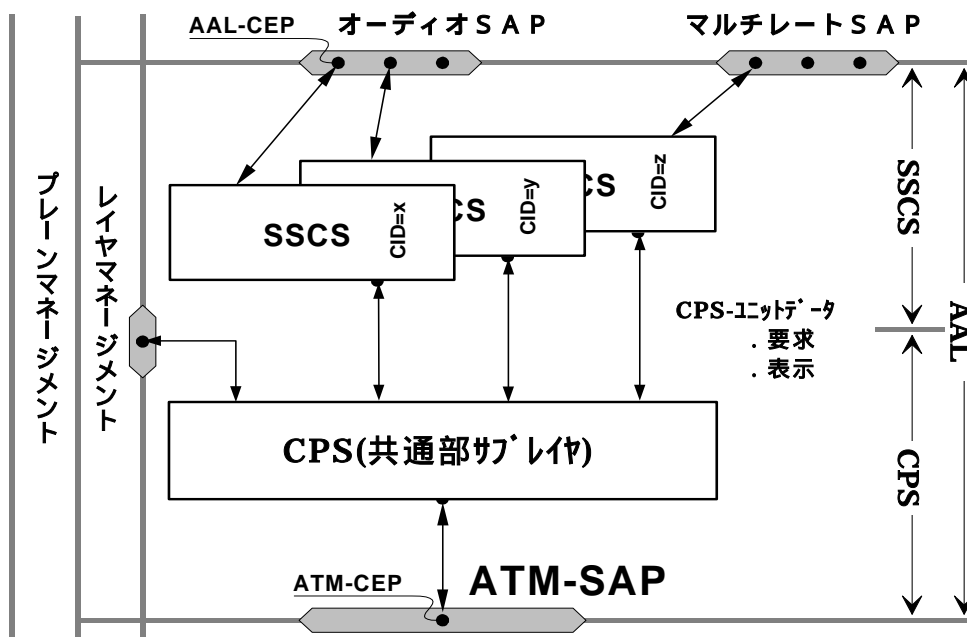 オーディオＳＡＰ
マルチレートＳＡＰ
AAL-CEP
プレーンマネージメント
レイヤマネージメント
SSCS
CID=x
CS
CID=y
CS
CID=z
CPS-ﾕﾆｯﾄﾃﾞｰﾀ
. 要求
. 表示
SSCS
AAL
CPS
CPS(共通部ｻﾌﾞﾚｲﾔ)
ATM-CEP
ATM-SAP